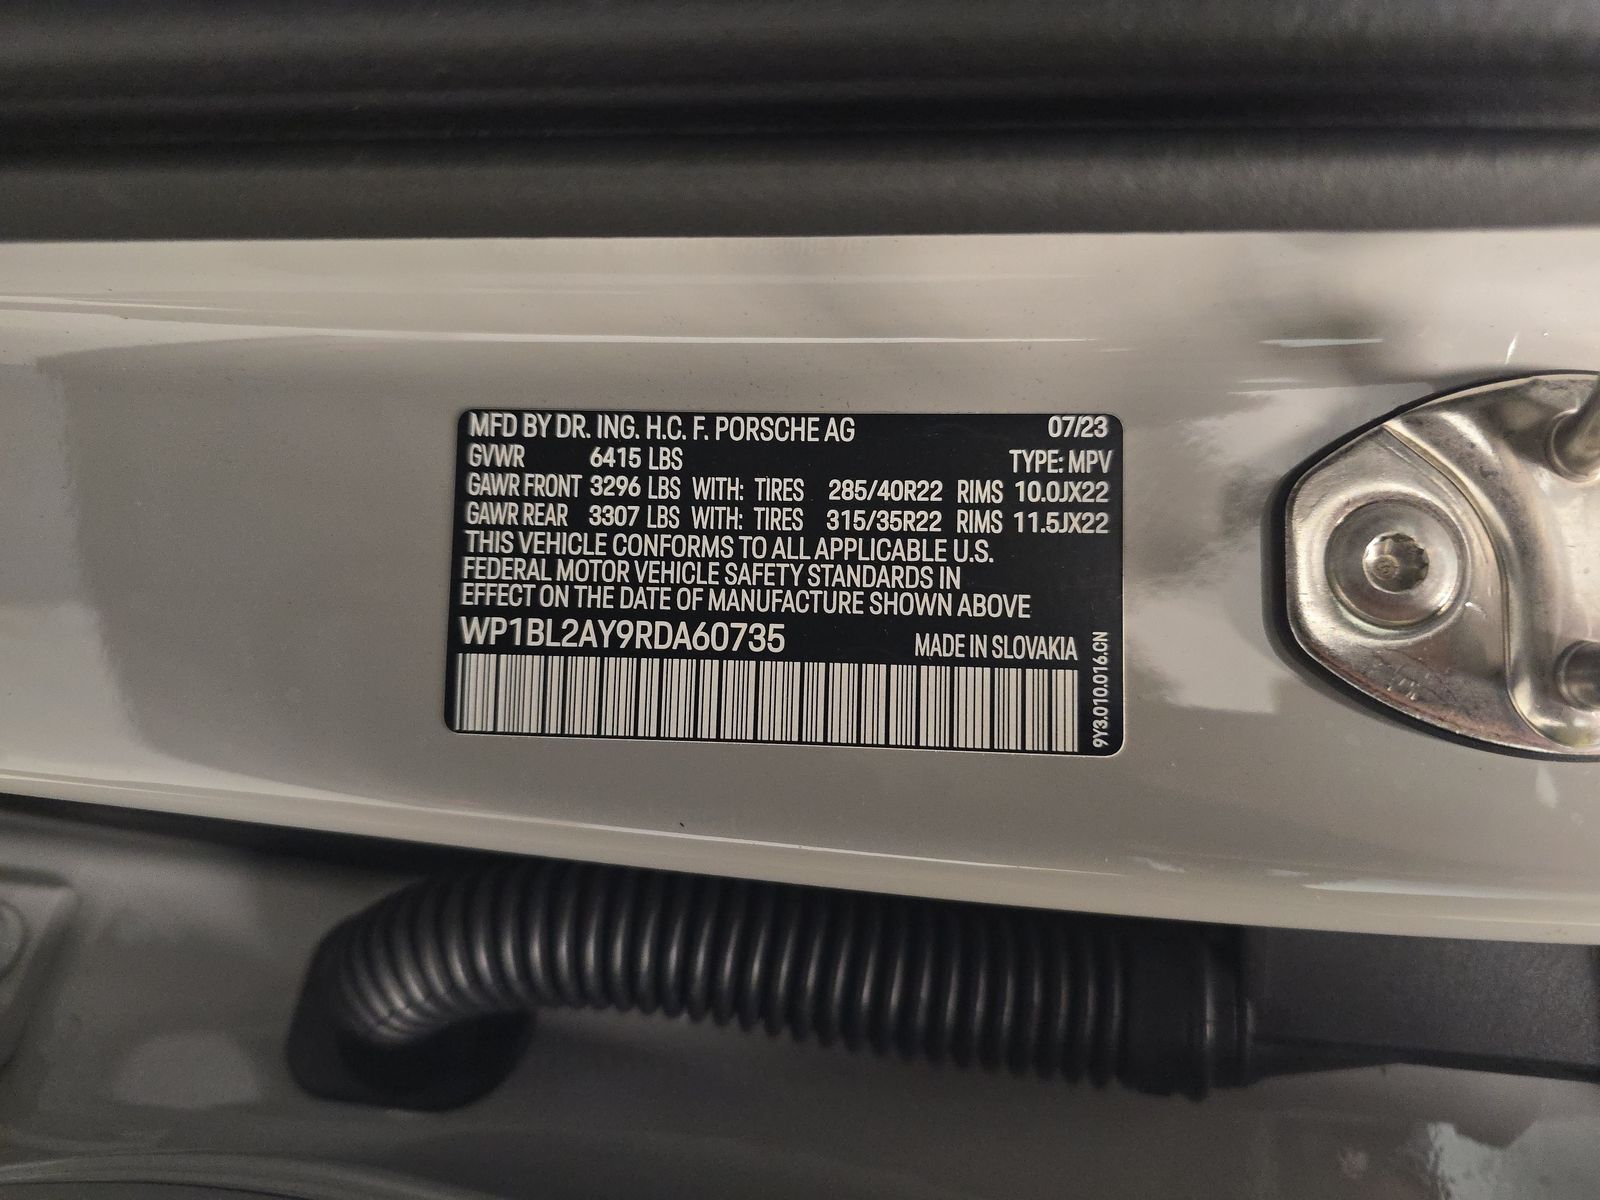 MFD BY DR. ING. H.C. F. PORSCHE AG 07/23
GVWR 6415 LBS TYPE: MPV
GAWR FRONT 3296 LBS WITH: TIRES 285/40R22 RIMS 10.0JX22
GAWR REAR 3307 LBS WITH: TIRES 315/35R22 RIMS 11.5JX22
THIS VEHICLE CONFORMS TO ALL APPLICABLE U.S.
FEDERAL MOTOR VEHICLE SAFETY STANDARDS IN
EFFECT ON THE DATE OF MANUFACTURE SHOWN ABOVE
WP1BL2AY9RDA60735 MADE IN SLOVAKIA
9Y3.010.016.CN